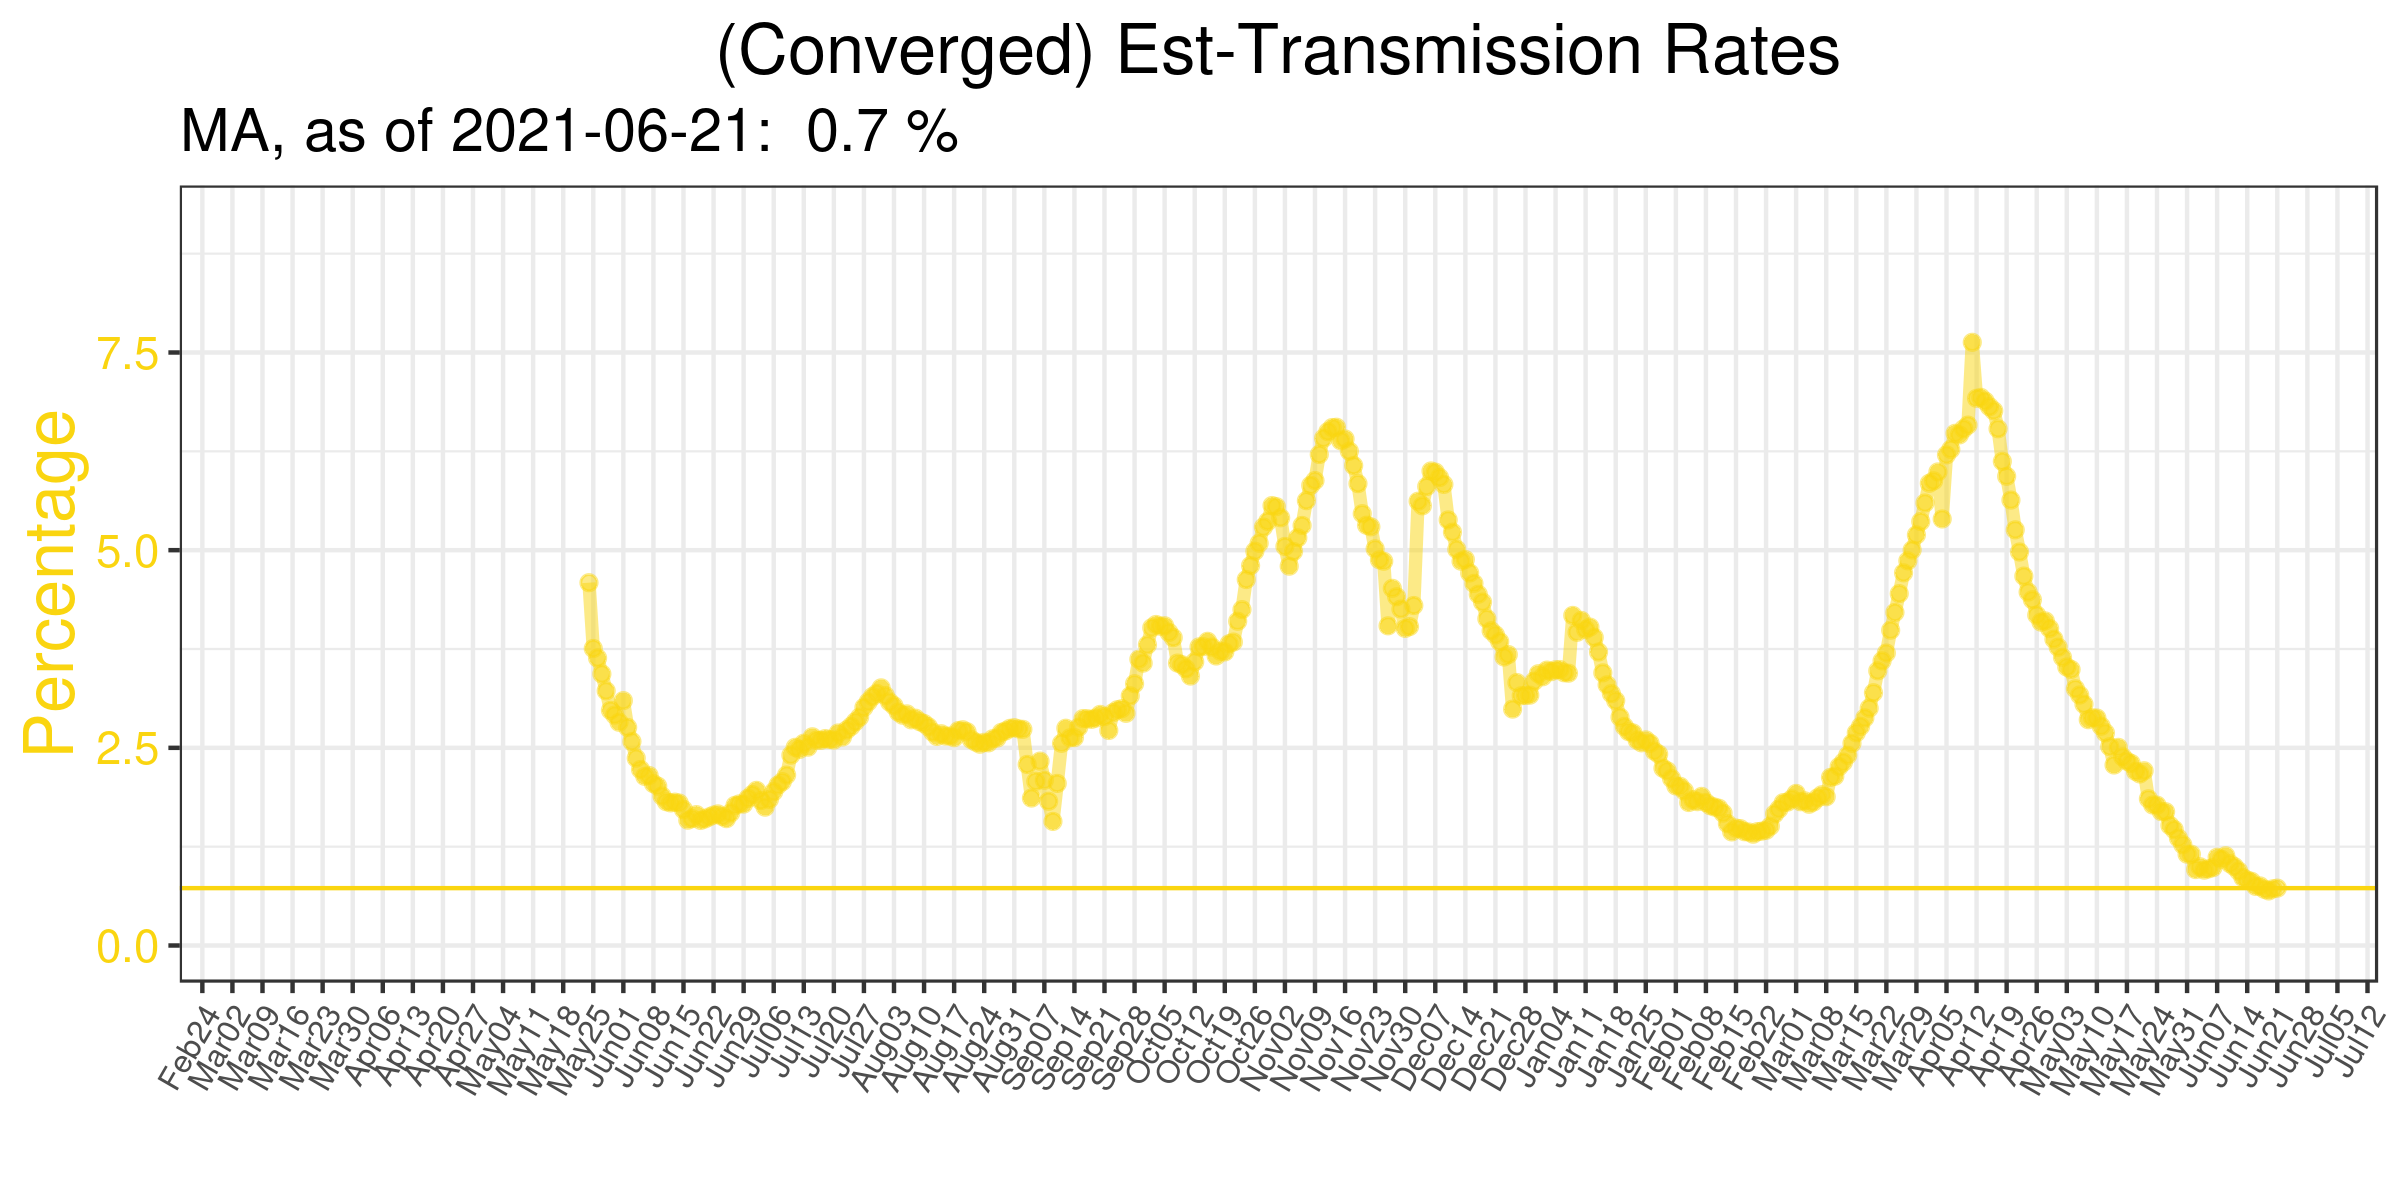 (Converged) Est-Transmission Rates
MA, as of 2021-06-21:  0.7 %
Percentage
7.5
5.0
2.5
0.0
Feb24
Mar02
Mar09
Mar16
Mar23
Mar30
Apr06
Apr13
Apr20
Apr27
May04
May11
May18
May25
Jun01
Jun08
Jun15
Jun22
Jun29
Jul06
Jul13
Jul20
Jul27
Aug03
Aug10
Aug17
Aug24
Aug31
Sep07
Sep14
Sep21
Sep28
Oct05
Oct12
Oct19
Oct26
Nov02
Nov09
Nov16
Nov23
Nov30
Dec07
Dec14
Dec21
Dec28
Jan04
Jan11
Jan18
Jan25
Feb01
Feb08
Feb15
Feb22
Mar01
Mar08
Mar15
Mar22
Mar29
Apr05
Apr12
Apr19
Apr26
May03
May10
May17
May24
May31
Jun07
Jun14
Jun21
Jun28
Jul05
Jul12